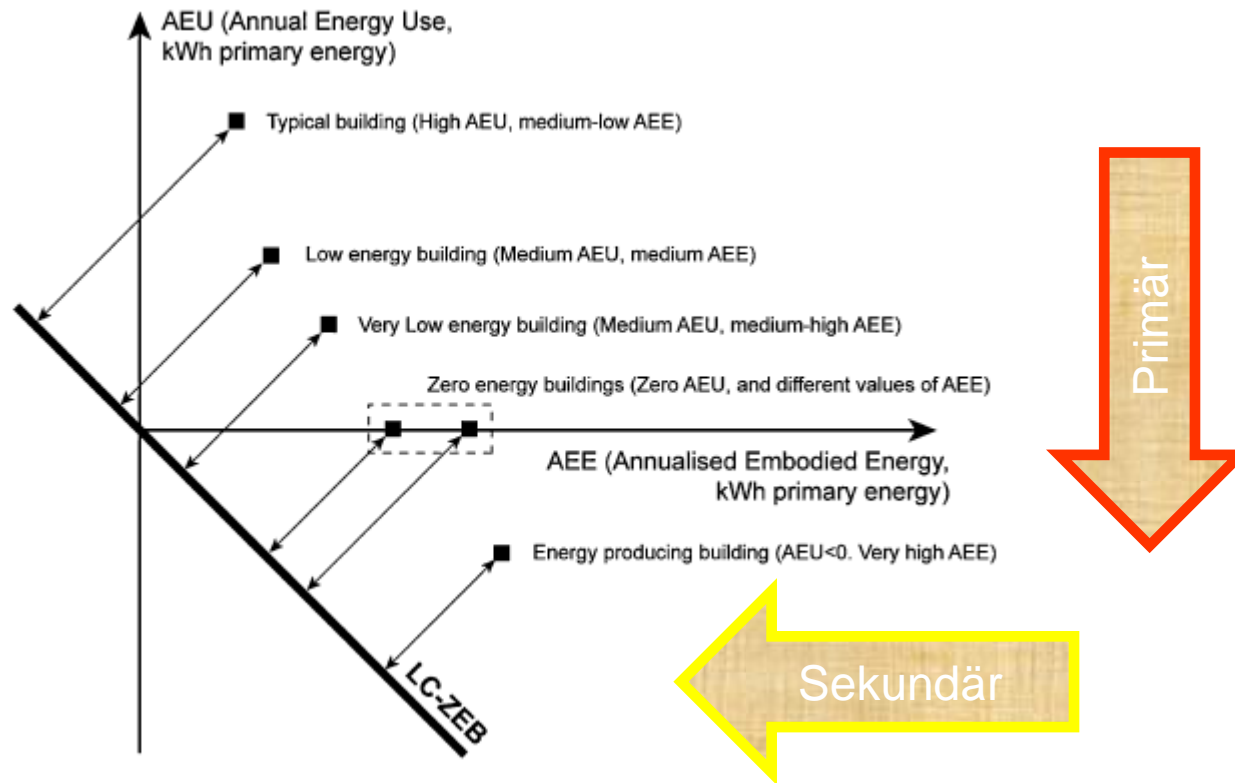 AEU (Annual Energy Use,
kWh primary energy)
Typical building (High AEU, medium-low AEE)
Low energy building (Medium AEU, medium AEE)
Very Low energy building (Medium AEU, medium-high AEE)
Zero energy buildings (Zero AEU, and different values of AEE)
AEE (Annualised Embodied Energy,
kWh primary energy)
Energy producing building (AEU<0. Very high AEE)
LC-ZEB
Primär
Sekundär